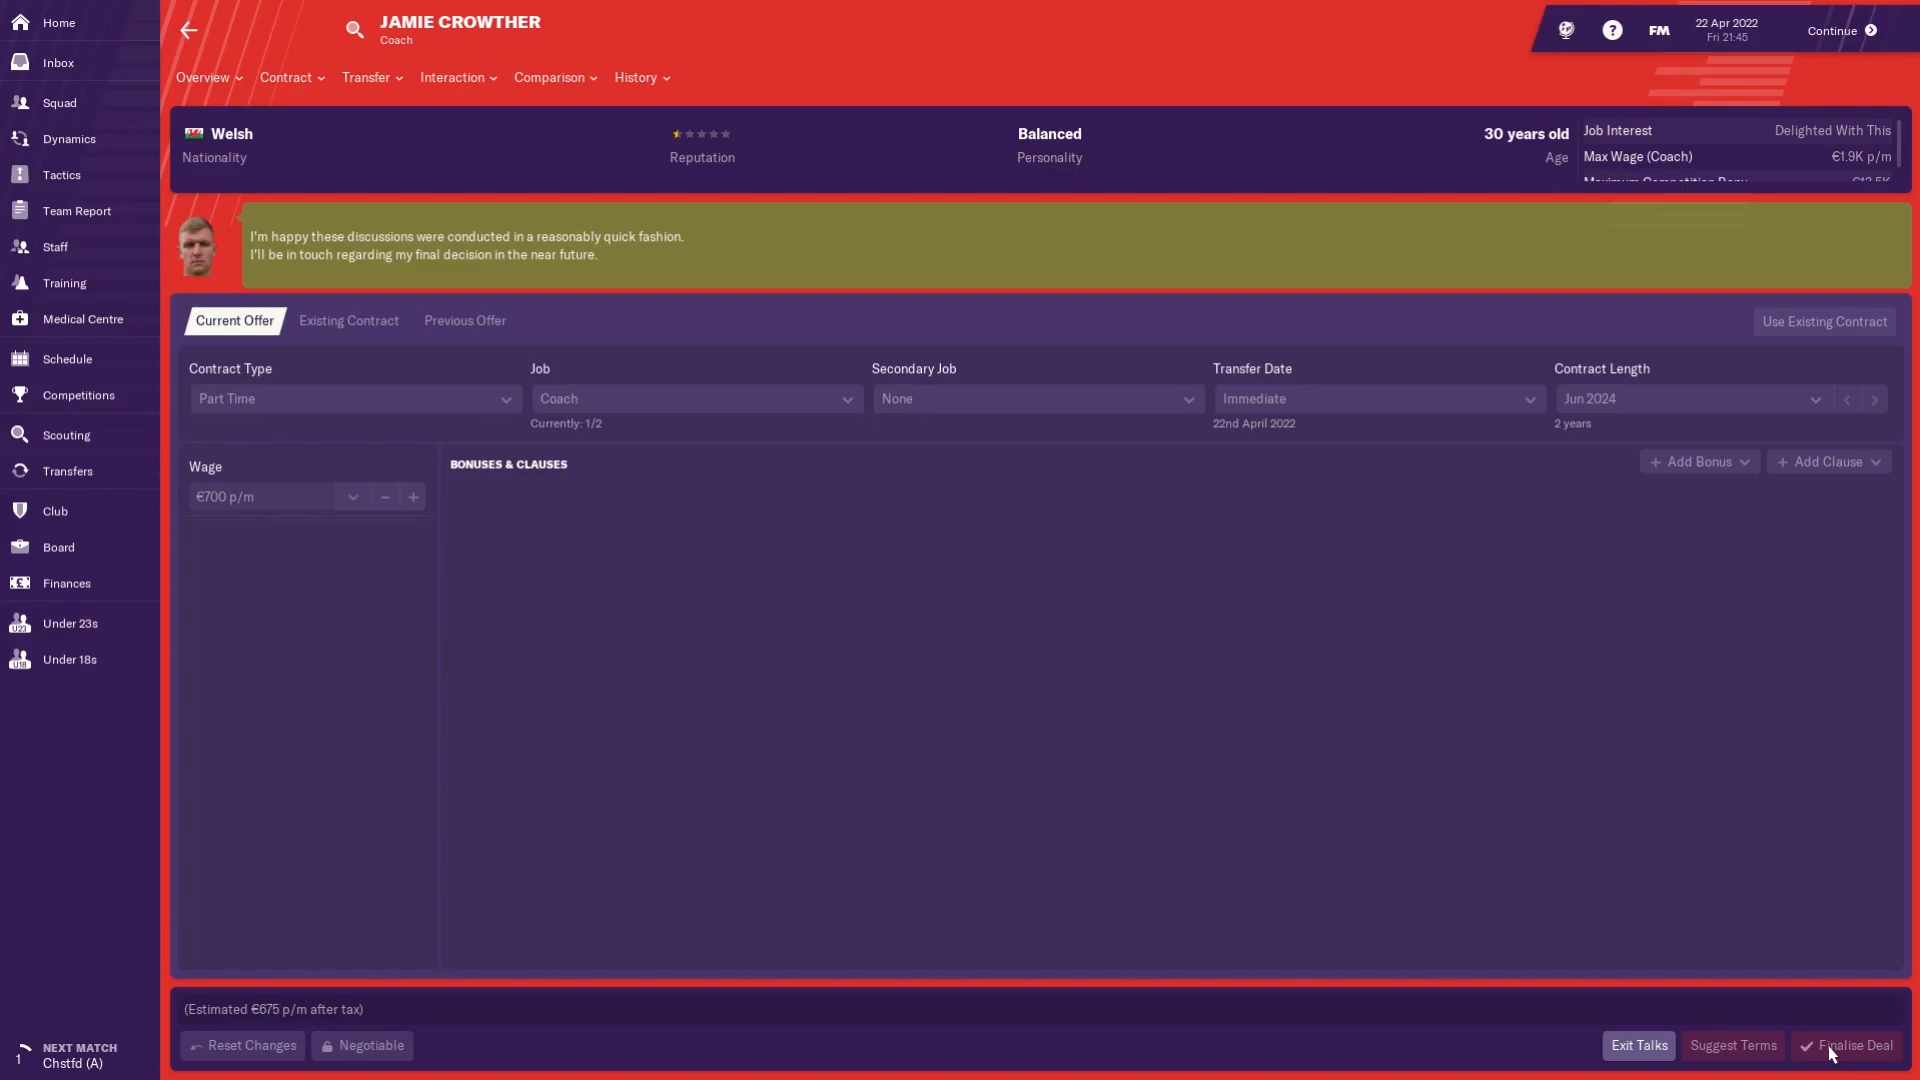 Home
Inbox
Squad
Dynamics
Tactics
Team Report
Staff
Training
Medical Centre
Schedule
Competitions
Scouting
Transfers
Club
Board
Finances
U23
Under 23s
U18
Under 18s
1
NEXT MATCH
Chstfd (A)
JAMIE CROWTHER
Coach
?
FM
22 Apr 2022
Fri 21:45
Continue
Overview
Contract
Transfer
Interaction
Comparison
History
Welsh
Nationality
Reputation
Balanced
Personality
30 years old
Age
Job Interest Delighted With This
Max Wage (Coach) €1.9K p/m
I'm happy these discussions were conducted in a reasonably quick fashion.
I'll be in touch regarding my final decision in the near future.
Current Offer
Existing Contract
Previous Offer
Use Existing Contract
Contract Type
Part Time
Job
Coach
Currently: 1/2
Secondary Job
None
Transfer Date
Immediate
22nd April 2022
Contract Length
Jun 2024
2 years
Wage
€700 p/m
- +
BONUSES & CLAUSES
+ Add Bonus
+ Add Clause
(Estimated €675 p/m after tax)
Reset Changes
Negotiable
Exit Talks
Suggest Terms
Finalise Deal